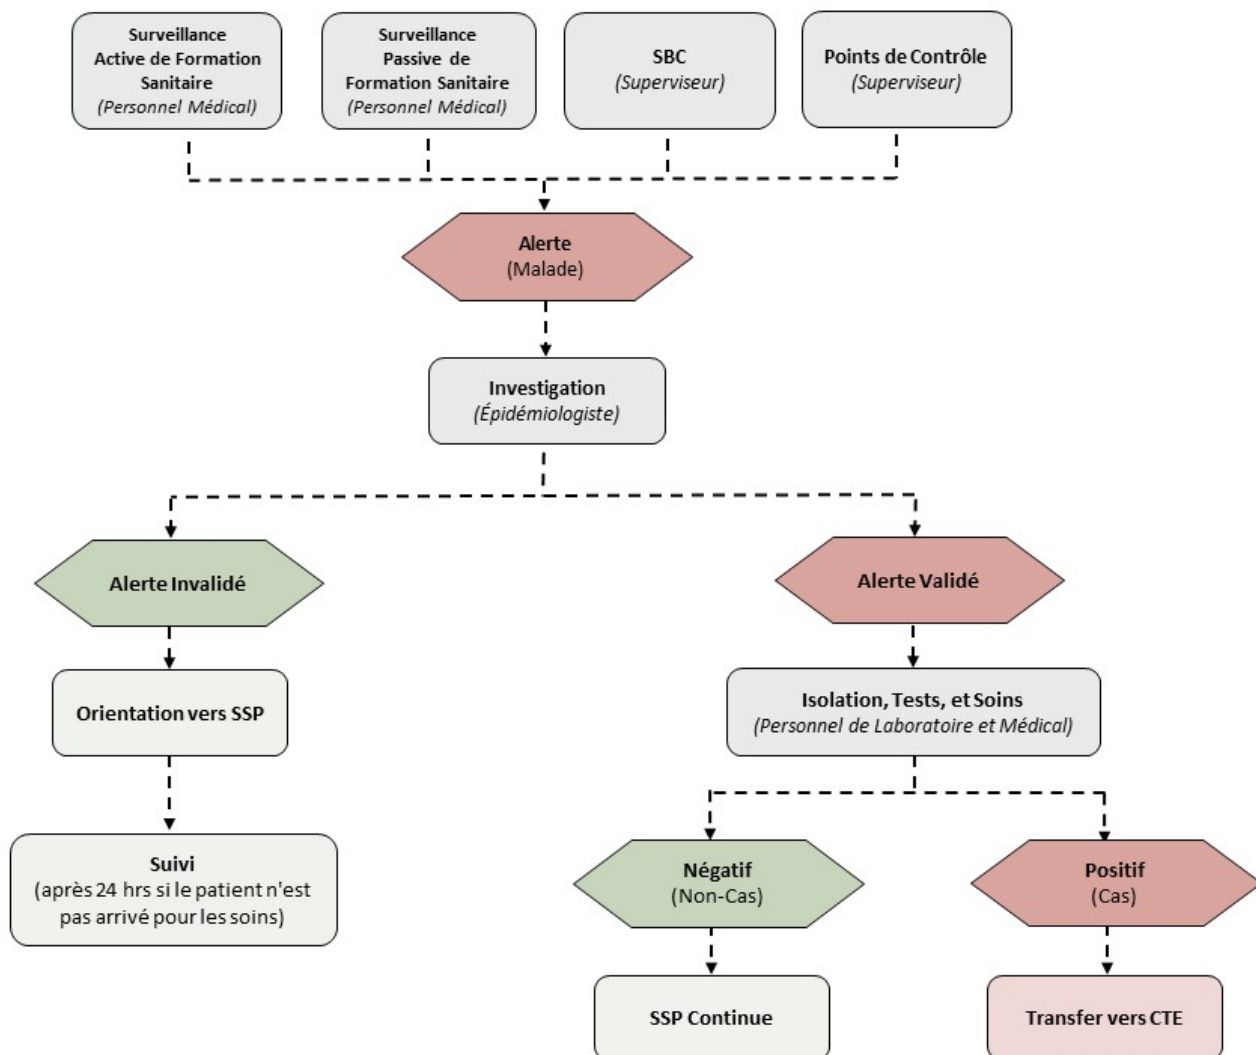 Surveillance
Active de Formation
Sanitaire
(Personnel Médical)
Surveillance
Passive de
Formation Sanitaire
(Personnel Médical)
SBC
(Superviseur)
Points de Contrôle
(Superviseur)
Alerte
(Malade)
Investigation
(Épidémiologiste)
Alerte Invalidé
Alerte Validé
Orientation vers SSP
Isolation, Tests, et Soins
(Personnel de Laboratoire et Médical)
Suivi
(après 24 hrs si le patient n'est
pas arrivé pour les soins)
Négatif
(Non-Cas)
Positif
(Cas)
SSP Continue
Transfer vers CTE